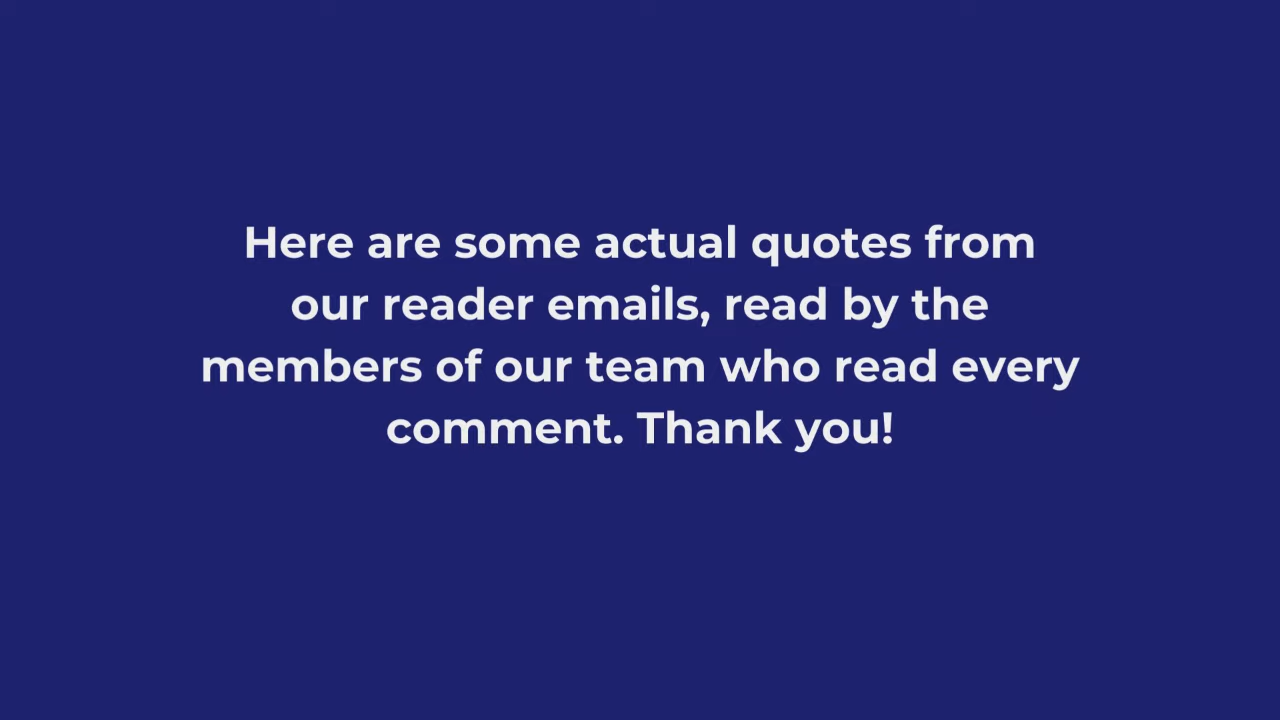 Here are some actual quotes from
our reader emails, read by the
members of our team who read every
comment. Thank you!